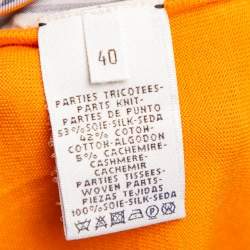 40
PARTIES TRICOTEES-
PARTS KNIT-
PARTES DE PUNTO
53%SOIE-SILK-SEDA
42% COTON-
COTTON-ALGODON
5% CACHEMIRE-
CASHMERE-
CACHEMIR
PARTIES TISSEES-
WOVEN PARTS-
PIEZAS TEJIDAS
100%SOIE-SILK-SEDA